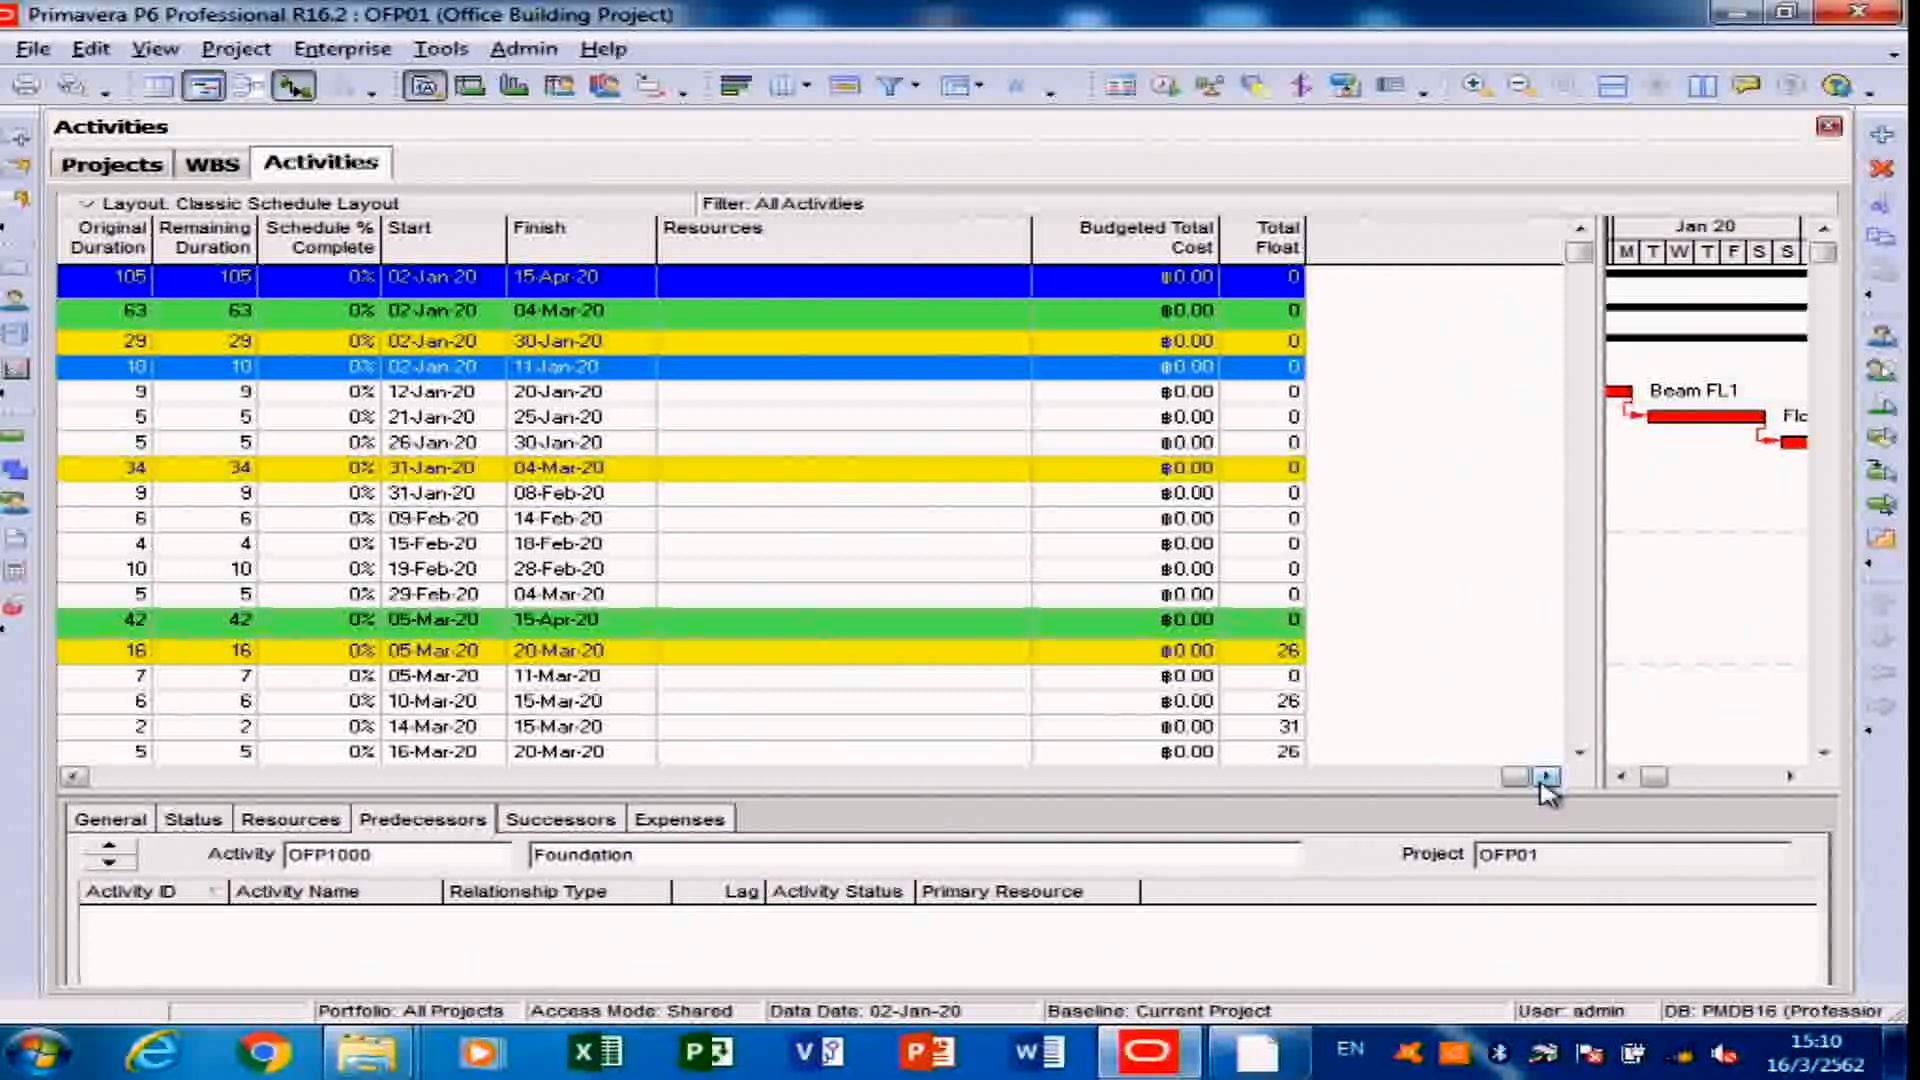 Primavera P6 Professional R16.2 : OFP01 (Office Building Project)
File Edit View Project Enterprise Tools Admin Help
Activities
Projects WBS Activities
Layout: Classic Schedule Layout Filter: All Activities
Original Duration Remaining Duration Schedule % Complete Start Finish Resources Budgeted Total Cost Total Float Jan 20
M T W T F S S
105 105 0% 02-Jan-20 15-Apr-20 ฿0.00 0
63 63 0% 02-Jan-20 04-Mar-20 ฿0.00 0
29 29 0% 02-Jan-20 30-Jan-20 ฿0.00 0
10 10 0% 02-Jan-20 11-Jan-20 ฿0.00 0
9 9 0% 12-Jan-20 20-Jan-20 ฿0.00 0 Beam FL1
5 5 0% 21-Jan-20 25-Jan-20 ฿0.00 0 Flo
5 5 0% 26-Jan-20 30-Jan-20 ฿0.00 0
34 34 0% 31-Jan-20 04-Mar-20 ฿0.00 0
9 9 0% 31-Jan-20 08-Feb-20 ฿0.00 0
6 6 0% 09-Feb-20 14-Feb-20 ฿0.00 0
4 4 0% 15-Feb-20 18-Feb-20 ฿0.00 0
10 10 0% 19-Feb-20 28-Feb-20 ฿0.00 0
5 5 0% 29-Feb-20 04-Mar-20 ฿0.00 0
42 42 0% 05-Mar-20 15-Apr-20 ฿0.00 0
16 16 0% 05-Mar-20 20-Mar-20 ฿0.00 26
7 7 0% 05-Mar-20 11-Mar-20 ฿0.00 0
6 6 0% 10-Mar-20 15-Mar-20 ฿0.00 26
2 2 0% 14-Mar-20 15-Mar-20 ฿0.00 31
5 5 0% 16-Mar-20 20-Mar-20 ฿0.00 26
General Status Resources Predecessors Successors Expenses
Activity OFP1000 Foundation Project OFP01
Activity ID Activity Name Relationship Type Lag Activity Status Primary Resource
Portfolio: All Projects Access Mode: Shared Data Date: 02-Jan-20 Baseline: Current Project User: admin DB: PMDB16 (Professior
EN 15:10
16/3/2562